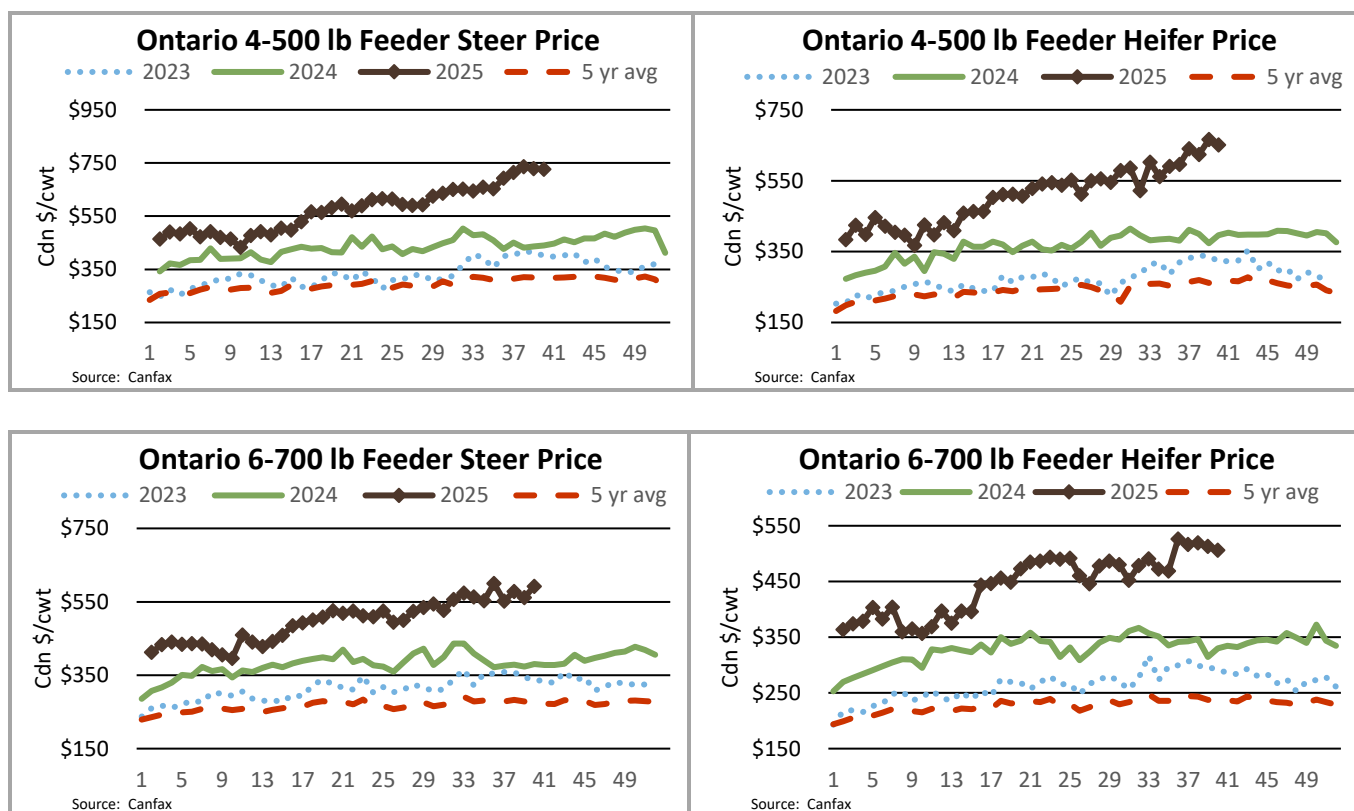 Ontario 4-500 lb Feeder Steer Price
2023 2024 2025 5 yr avg
Cdn $/cwt
$950
$750
$550
$350
$150
1 5 9 13 17 21 25 29 33 37 41 45 49
Source: Canfax
Ontario 4-500 lb Feeder Heifer Price
2023 2024 2025 5 yr avg
Cdn $/cwt
$750
$550
$350
$150
1 5 9 13 17 21 25 29 33 37 41 45 49
Source: Canfax
Ontario 6-700 lb Feeder Steer Price
2023 2024 2025 5 yr avg
Cdn $/cwt
$750
$550
$350
$150
1 5 9 13 17 21 25 29 33 37 41 45 49
Source: Canfax
Ontario 6-700 lb Feeder Heifer Price
2023 2024 2025 5 yr avg
Cdn $/cwt
$550
$450
$350
$250
$150
1 5 9 13 17 21 25 29 33 37 41 45 49
Source: Canfax